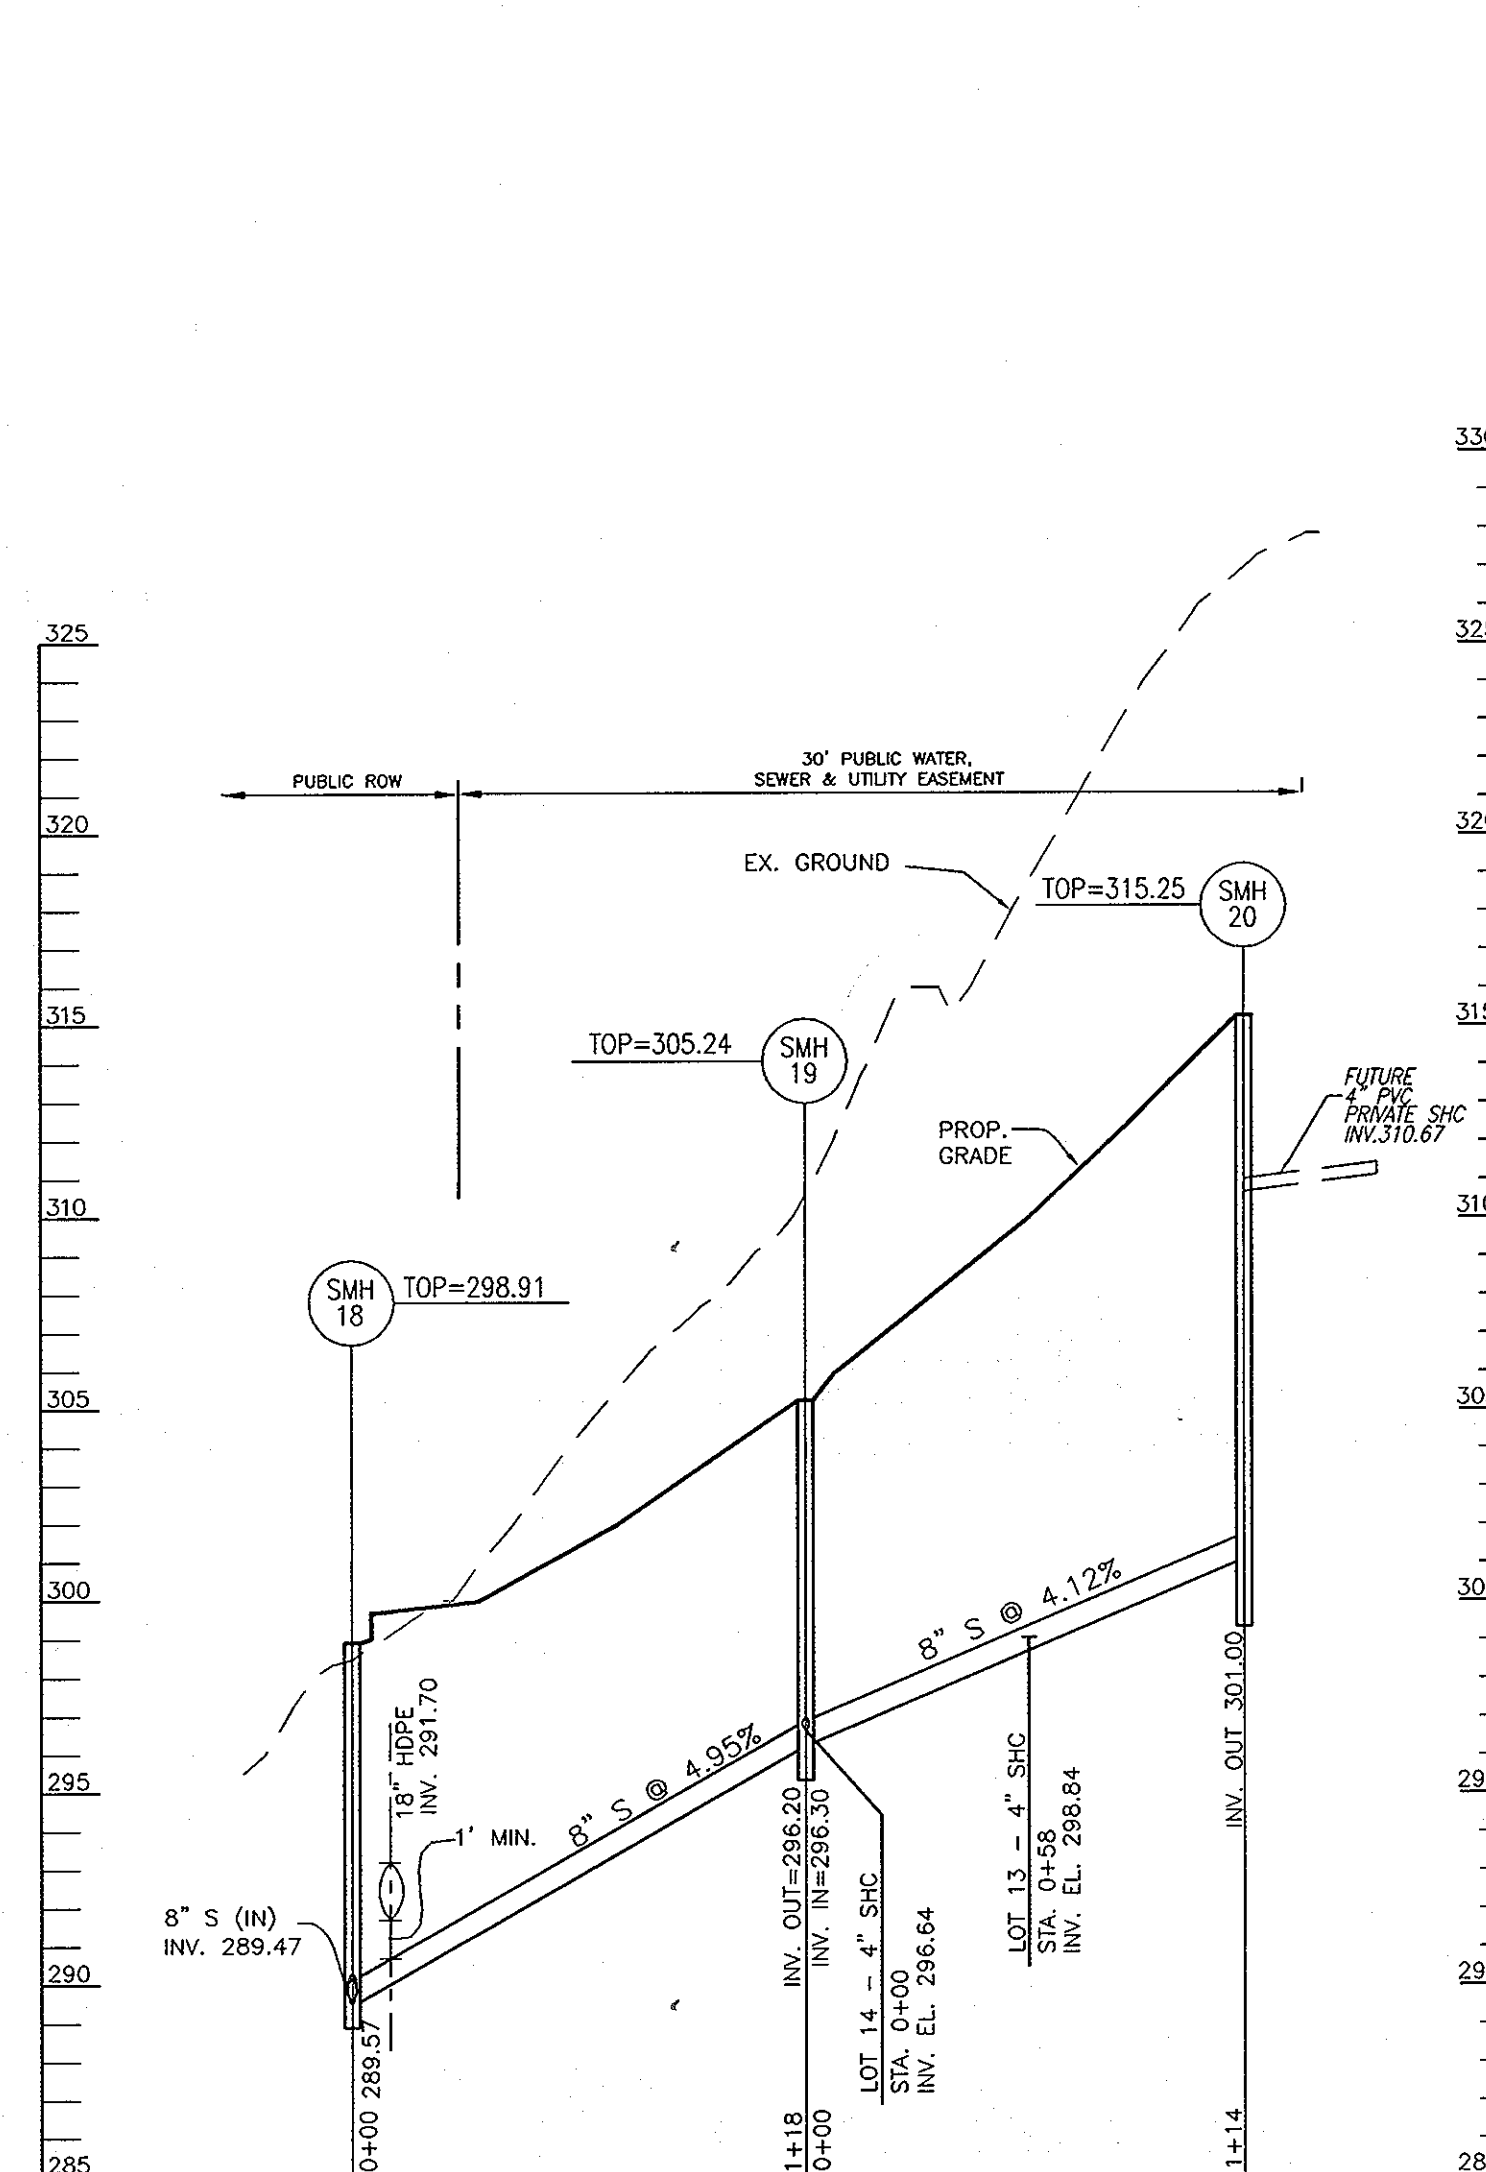 325
320
315
310
305
300
295
290
285
PUBLIC ROW
30' PUBLIC WATER,
SEWER & UTILITY EASEMENT
EX. GROUND
TOP=315.25
SMH
20
TOP=305.24
SMH
19
PROP.
GRADE
FUTURE
4" PVC
PRIVATE SHC
INV.310.67
SMH
18
TOP=298.91
18" HDPE
INV. 291.70
1' MIN.
8" S @ 4.95%
8" S @ 4.12%
8" S (IN)
INV. 289.47
0+00 289.57
INV. OUT=296.20
INV. IN=296.30
1+18
0+00
LOT 14 - 4" SHC
STA. 0+00
INV. EL. 296.64
LOT 13 - 4" SHC
STA. 0+58
INV. EL. 298.84
INV. OUT 301.00
1+14